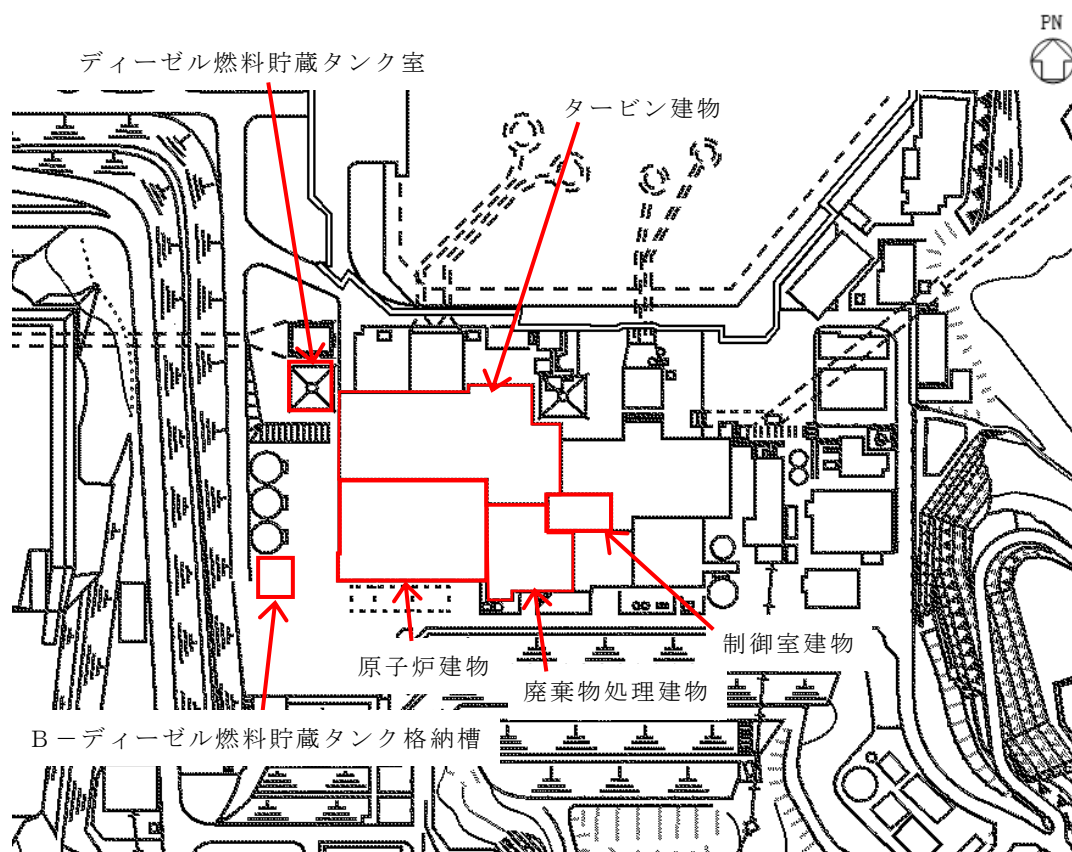 PN
ディーゼル燃料貯蔵タンク室
タービン建物
制御室建物
原子炉建物
廃棄物処理建物
B－ディーゼル燃料貯蔵タンク格納槽